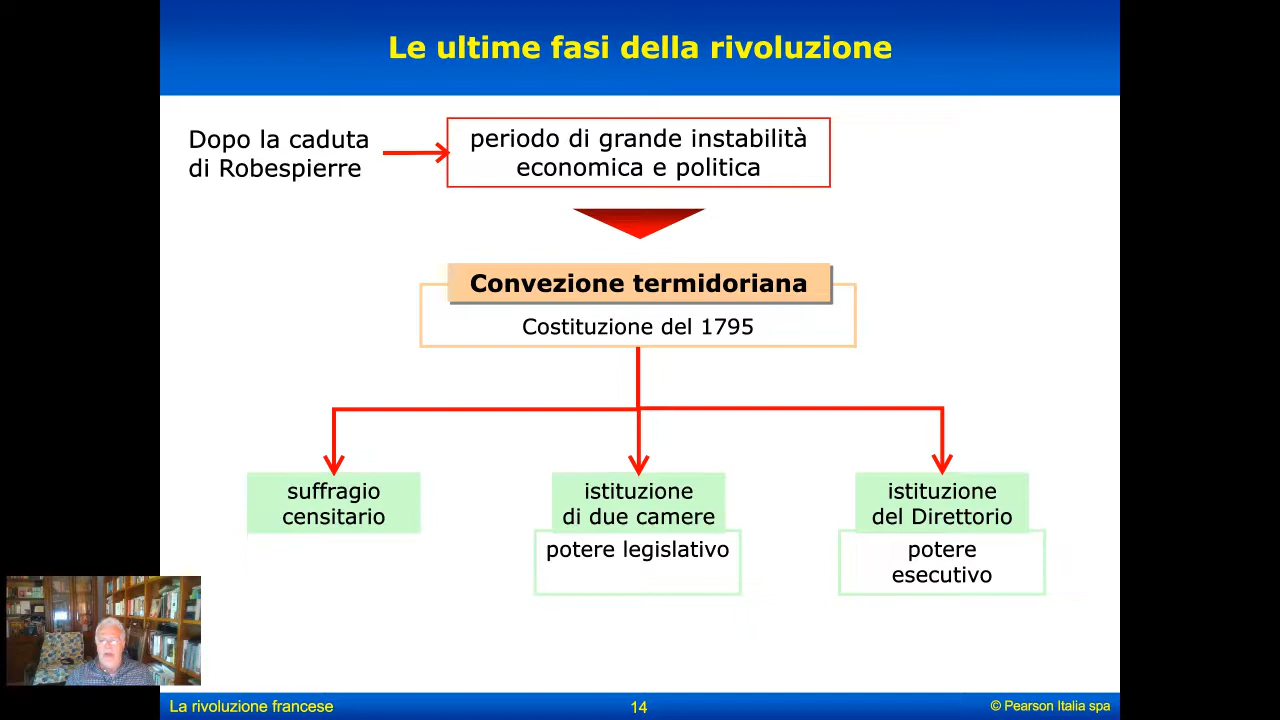 Le ultime fasi della rivoluzione
Dopo la caduta
di Robespierre
periodo di grande instabilità
economica e politica
Convezione termidoriana
Costituzione del 1795
suffragio
censitario
istituzione
di due camere
potere legislativo
istituzione
del Direttorio
potere
esecutivo
La rivoluzione francese
14
© Pearson Italia spa